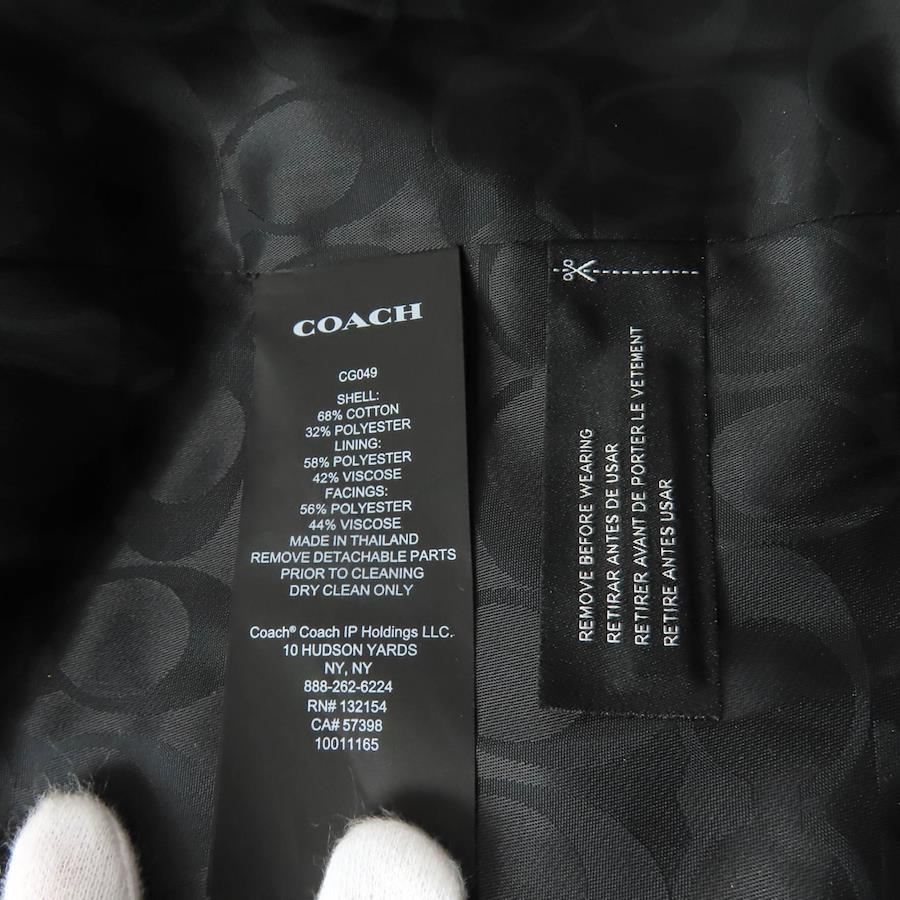 COACH
CG049
SHELL:
68% COTTON
32% POLYESTER
LINING:
58% POLYESTER
42% VISCOSE
FACINGS:
56% POLYESTER
44% VISCOSE
MADE IN THAILAND
REMOVE DETACHABLE PARTS
PRIOR TO CLEANING
DRY CLEAN ONLY
Coach® Coach IP Holdings LLC.
10 HUDSON YARDS
NY, NY
888-262-6224
RN# 132154
CA# 57398
10011165
REMOVE BEFORE WEARING
RETIRAR ANTES DE USAR
RETIRER AVANT DE PORTER LE VETEMENT
RETIRE ANTES USAR